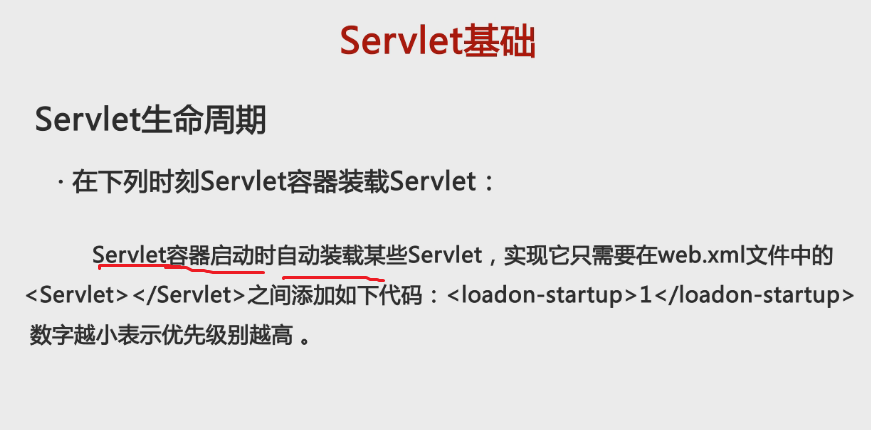 Servlet基础
Servlet生命周期
· 在下列时刻Servlet容器装载Servlet：
Servlet容器启动时自动装载某些Servlet，实现它只需要在web.xml文件中的
<Servlet></Servlet>之间添加如下代码：<loadon-startup>1</loadon-startup>
数字越小表示优先级别越高 。